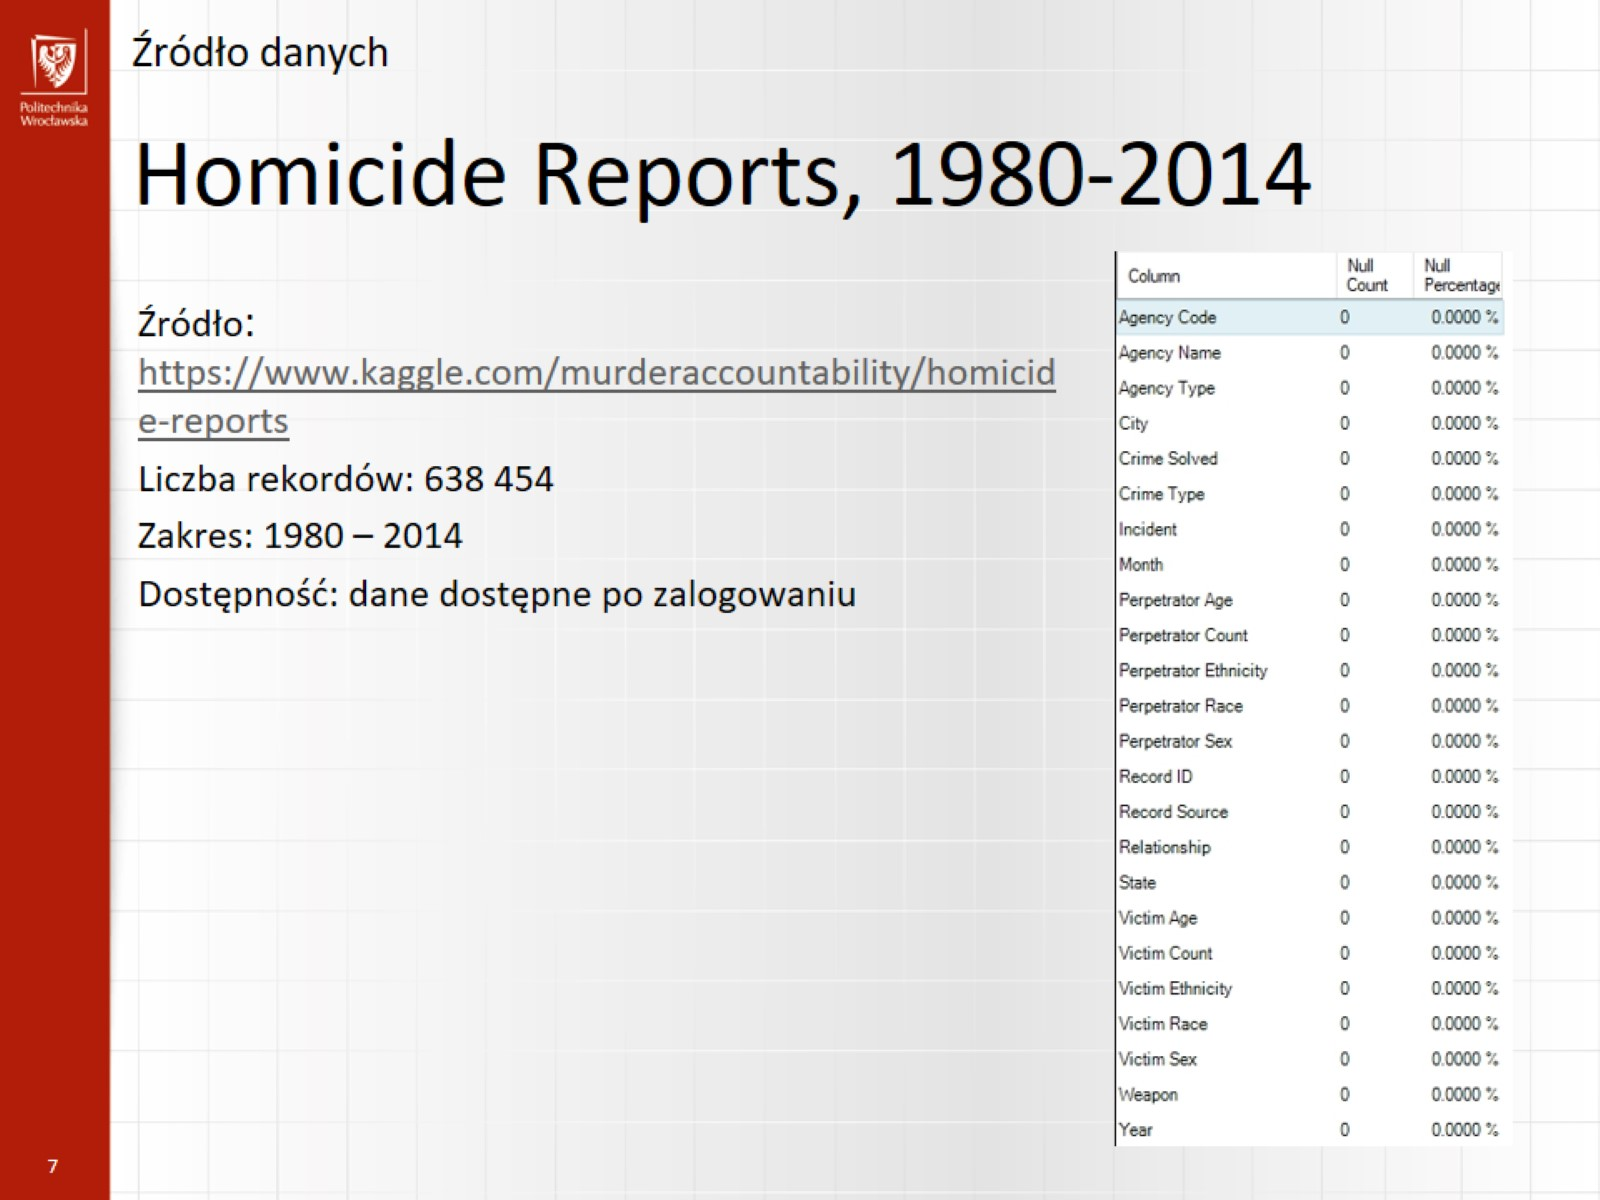 Politechnika
Wrocławska
Źródło danych
Homicide Reports, 1980-2014
Źródło:
https://www.kaggle.com/murderaccountability/homicid
e-reports
Liczba rekordów: 638 454
Zakres: 1980 – 2014
Dostępność: dane dostępne po zalogowaniu
Column Null Count Null Percentage
Agency Code 0 0.0000 %
Agency Name 0 0.0000 %
Agency Type 0 0.0000 %
City 0 0.0000 %
Crime Solved 0 0.0000 %
Crime Type 0 0.0000 %
Incident 0 0.0000 %
Month 0 0.0000 %
Perpetrator Age 0 0.0000 %
Perpetrator Count 0 0.0000 %
Perpetrator Ethnicity 0 0.0000 %
Perpetrator Race 0 0.0000 %
Perpetrator Sex 0 0.0000 %
Record ID 0 0.0000 %
Record Source 0 0.0000 %
Relationship 0 0.0000 %
State 0 0.0000 %
Victim Age 0 0.0000 %
Victim Count 0 0.0000 %
Victim Ethnicity 0 0.0000 %
Victim Race 0 0.0000 %
Victim Sex 0 0.0000 %
Weapon 0 0.0000 %
Year 0 0.0000 %
7